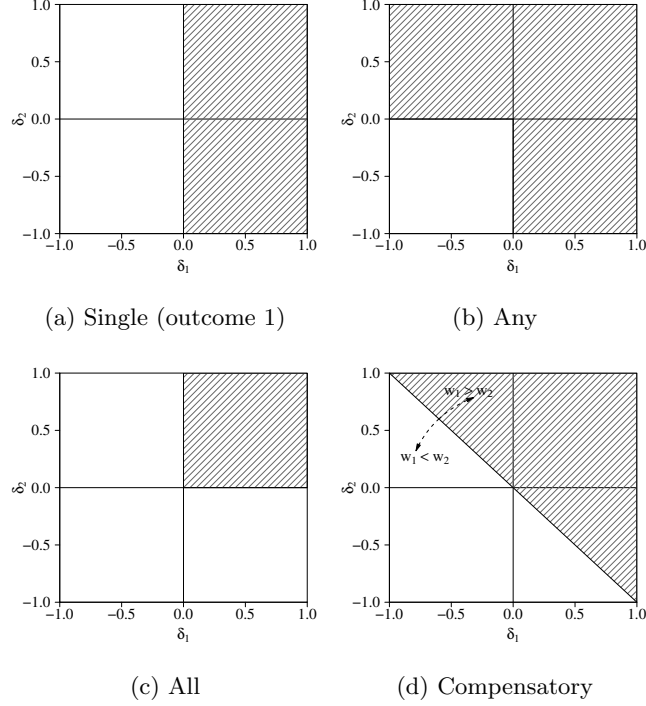 1.0
0.5
0.0
−0.5
−1.0
δ₂
−1.0 −0.5 0.0 0.5 1.0
δ₁
(a) Single (outcome 1)
1.0
0.5
0.0
−0.5
−1.0
δ₂
−1.0 −0.5 0.0 0.5 1.0
δ₁
(b) Any
1.0
0.5
0.0
−0.5
−1.0
δ₂
−1.0 −0.5 0.0 0.5 1.0
δ₁
(c) All
1.0
0.5
0.0
−0.5
−1.0
δ₂
w₁ > w₂
w₁ < w₂
−1.0 −0.5 0.0 0.5 1.0
δ₁
(d) Compensatory